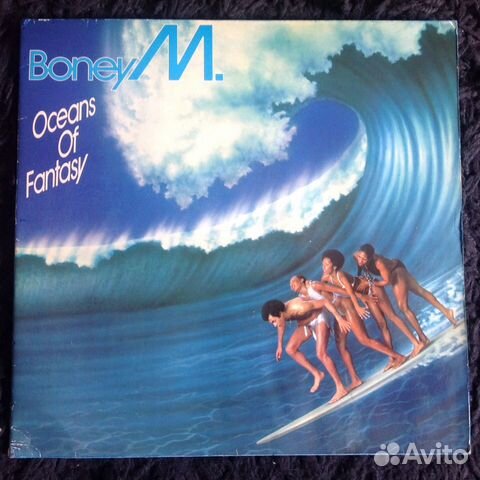 Boney M.
Oceans
Of
Fantasy
Avito